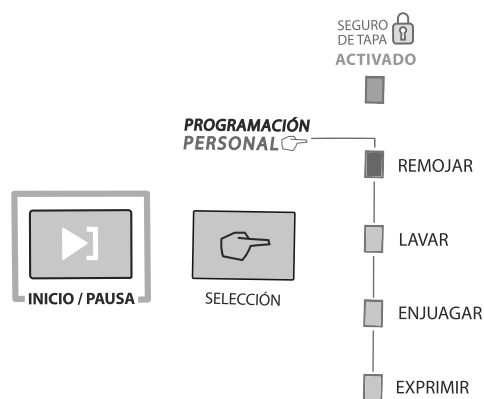 SEGURO
DE TAPA
ACTIVADO
PROGRAMACIÓN
PERSONAL
REMOJAR
LAVAR
INICIO / PAUSA
SELECCIÓN
ENJUAGAR
EXPRIMIR